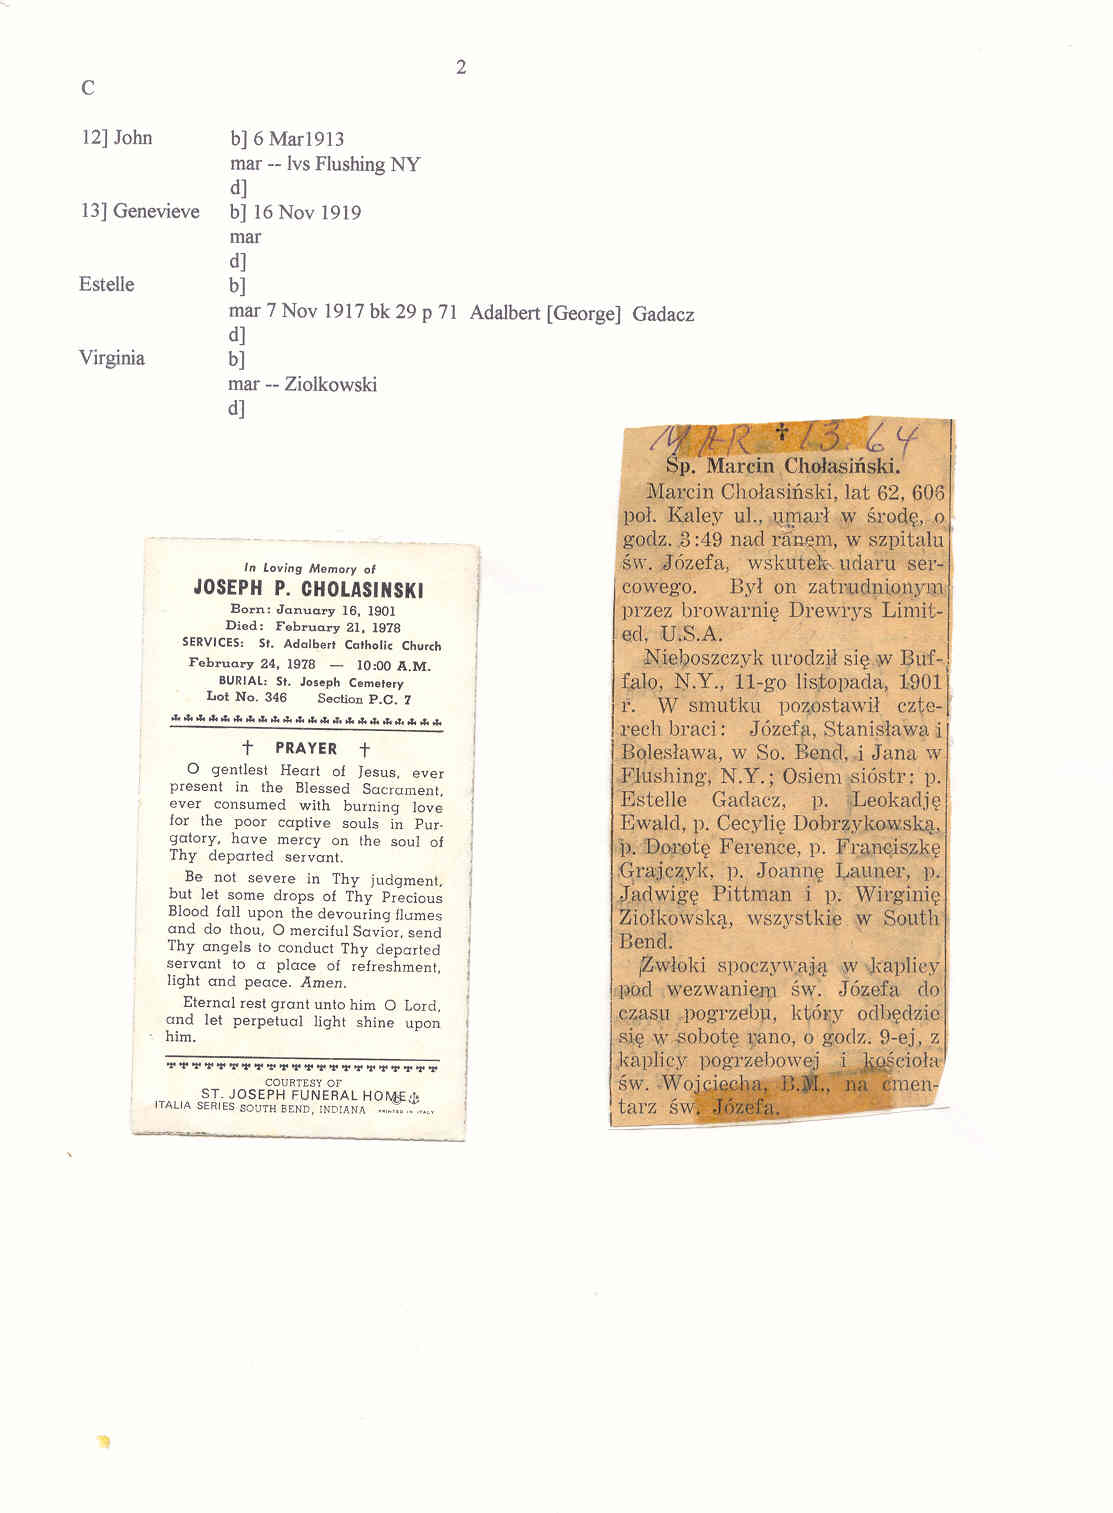 2
C
12] John b] 6 Mar1913
mar -- lvs Flushing NY
d]
13] Genevieve b] 16 Nov 1919
mar
d]
Estelle b]
mar 7 Nov 1917 bk 29 p 71 Adalbert [George] Gadacz
d]
Virginia b]
mar -- Ziolkowski
d]
In Loving Memory of
JOSEPH P. CHOLASINSKI
Born: January 16, 1901
Died: February 21, 1978
SERVICES: St. Adalbert Catholic Church
February 24, 1978 — 10:00 A.M.
BURIAL: St. Joseph Cemetery
Lot No. 346 Section P.C. 7
† PRAYER †
O gentlest Heart of Jesus, ever
present in the Blessed Sacrament,
ever consumed with burning love
for the poor captive souls in Pur-
gatory, have mercy on the soul of
Thy departed servant.
Be not severe in Thy judgment,
but let some drops of Thy Precious
Blood fall upon the devouring flames
and do thou, O merciful Savior, send
Thy angels to conduct Thy departed
servant to a place of refreshment,
light and peace. Amen.
Eternal rest grant unto him O Lord,
and let perpetual light shine upon
him.
COURTESY OF
ST. JOSEPH FUNERAL HOME
ITALIA SERIES SOUTH BEND, INDIANA PRINTED IN ITALY
MAR † 13. 64
Śp. Marcin Chołasiński.
Marcin Chołasiński, lat 62, 606
poł. Kaley ul., umarł w środę, o
godz. 3:49 nad ranem, w szpitalu
św. Józefa, wskutek udaru ser-
cowego. Był on zatrudnionym
przez browarnię Drewrys Limit-
ed, U.S.A.
Nieboszczyk urodził się w Buf-
falo, N.Y., 11-go listopada, 1901
r. W smutku pozostawił czte-
rech braci: Józefa, Stanisława i
Bolesława, w So. Bend, i Jana w
Flushing, N.Y.; Osiem sióstr: p.
Estelle Gadacz, p. Leokadję
Ewald, p. Cecylię Dobrzykowską,
p. Dorotę Ference, p. Franciszkę
Grajczyk, p. Joannę Launer, p.
Jadwigę Pittman i p. Wirginię
Ziołkowską, wszystkie w South
Bend.
Zwłoki spoczywają w kaplicy
pod wezwaniem św. Józefa do
czasu pogrzebu, który odbędzie
się w sobotę rano, o godz. 9-ej, z
kaplicy pogrzebowej i kościoła
św. Wojciecha, B.M., na cmen-
tarz św. Józefa.